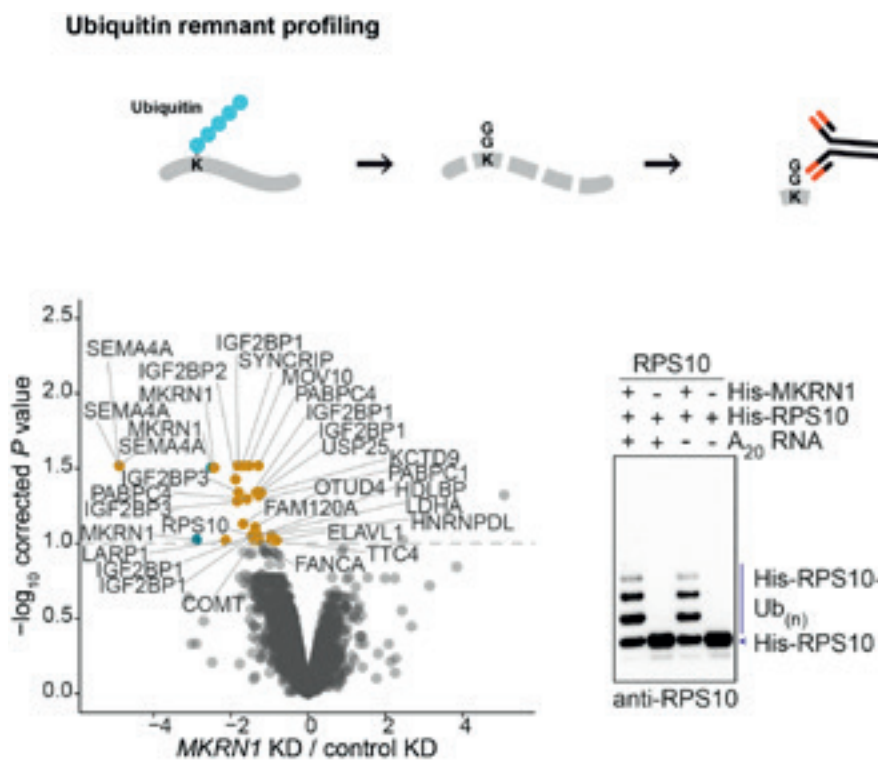 Ubiquitin remnant profiling
Ubiquitin
K
G
G
K
G
G
K
−log10 corrected P value
2.5
2.0
1.5
1.0
0.5
0.0
SEMA4A
IGF2BP1
SYNCRIP
IGF2BP2
MOV10
MKRN1
PABPC4
SEMA4A
IGF2BP1
MKRN1
IGF2BP1
SEMA4A
USP25
KCTD9
IGF2BP3
PABPC1
PABPC4
OTUD4
HDLBP
IGF2BP3
FAM120A
LDHA
RPS10
HNRNPDL
MKRN1
ELAVL1
LARP1
TTC4
IGF2BP1
FANCA
IGF2BP1
COMT
−4 −2 0 2 4
MKRN1 KD / control KD
RPS10
+ - + - His-MKRN1
+ + + + His-RPS10
+ + - - A20 RNA
His-RPS10-
Ub(n)
His-RPS10
anti-RPS10